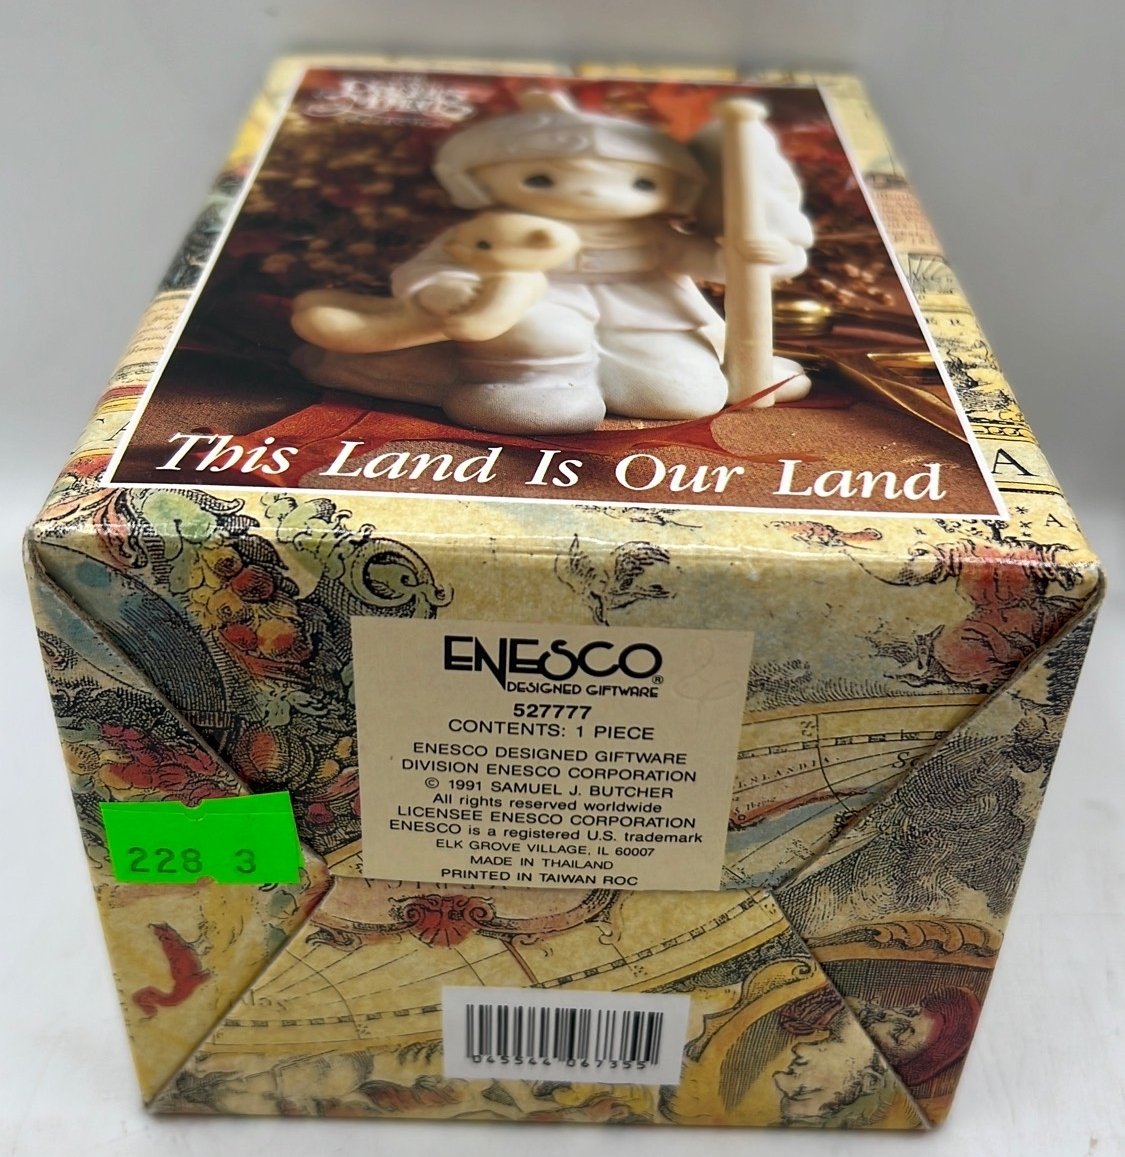 This Land Is Our Land
A
A
ENESCO®
DESIGNED GIFTWARE
527777
CONTENTS: 1 PIECE
ENESCO DESIGNED GIFTWARE
DIVISION ENESCO CORPORATION
© 1991 SAMUEL J. BUTCHER
All rights reserved worldwide
LICENSEE ENESCO CORPORATION
ENESCO is a registered U.S. trademark
ELK GROVE VILLAGE, IL 60007
MADE IN THAILAND
PRINTED IN TAIWAN ROC
228 3